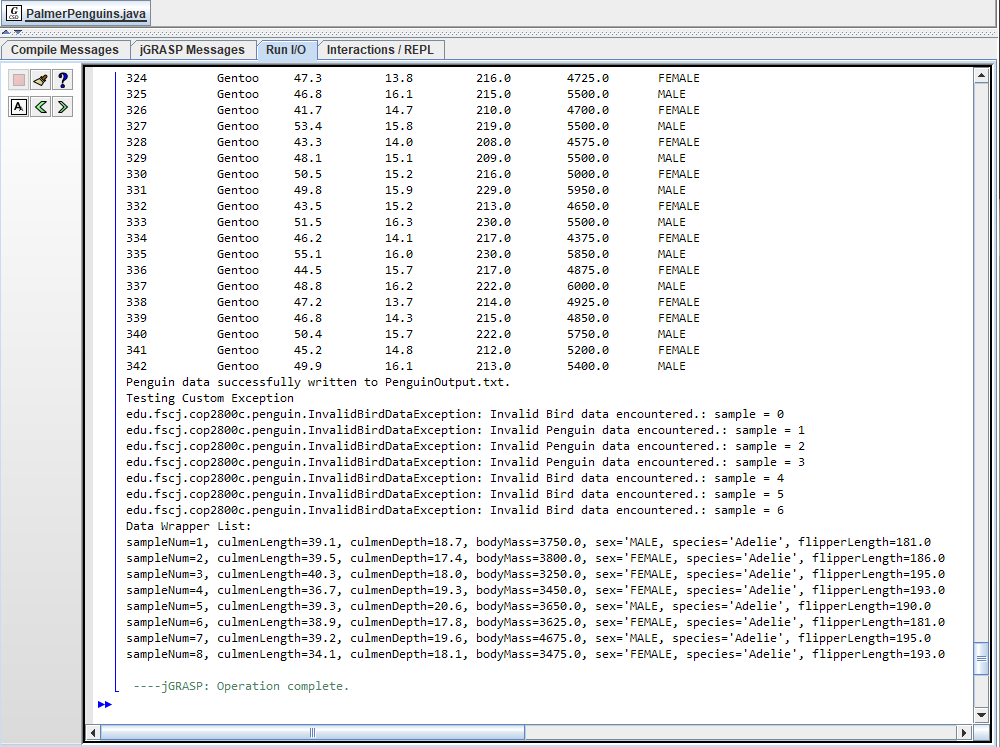 PalmerPenguins.java
Compile Messages jGRASP Messages Run I/O Interactions / REPL
324 Gentoo 47.3 13.8 216.0 4725.0 FEMALE
325 Gentoo 46.8 16.1 215.0 5500.0 MALE
326 Gentoo 41.7 14.7 210.0 4700.0 FEMALE
327 Gentoo 53.4 15.8 219.0 5500.0 MALE
328 Gentoo 43.3 14.0 208.0 4575.0 FEMALE
329 Gentoo 48.1 15.1 209.0 5500.0 MALE
330 Gentoo 50.5 15.2 216.0 5000.0 FEMALE
331 Gentoo 49.8 15.9 229.0 5950.0 MALE
332 Gentoo 43.5 15.2 213.0 4650.0 FEMALE
333 Gentoo 51.5 16.3 230.0 5500.0 MALE
334 Gentoo 46.2 14.1 217.0 4375.0 FEMALE
335 Gentoo 55.1 16.0 230.0 5850.0 MALE
336 Gentoo 44.5 15.7 217.0 4875.0 FEMALE
337 Gentoo 48.8 16.2 222.0 6000.0 MALE
338 Gentoo 47.2 13.7 214.0 4925.0 FEMALE
339 Gentoo 46.8 14.3 215.0 4850.0 FEMALE
340 Gentoo 50.4 15.7 222.0 5750.0 MALE
341 Gentoo 45.2 14.8 212.0 5200.0 FEMALE
342 Gentoo 49.9 16.1 213.0 5400.0 MALE
Penguin data successfully written to PenguinOutput.txt.
Testing Custom Exception
edu.fscj.cop2800c.penguin.InvalidBirdDataException: Invalid Bird data encountered.: sample = 0
edu.fscj.cop2800c.penguin.InvalidBirdDataException: Invalid Penguin data encountered.: sample = 1
edu.fscj.cop2800c.penguin.InvalidBirdDataException: Invalid Penguin data encountered.: sample = 2
edu.fscj.cop2800c.penguin.InvalidBirdDataException: Invalid Penguin data encountered.: sample = 3
edu.fscj.cop2800c.penguin.InvalidBirdDataException: Invalid Bird data encountered.: sample = 4
edu.fscj.cop2800c.penguin.InvalidBirdDataException: Invalid Bird data encountered.: sample = 5
edu.fscj.cop2800c.penguin.InvalidBirdDataException: Invalid Bird data encountered.: sample = 6
Data Wrapper List:
sampleNum=1, culmenLength=39.1, culmenDepth=18.7, bodyMass=3750.0, sex='MALE, species='Adelie', flipperLength=181.0
sampleNum=2, culmenLength=39.5, culmenDepth=17.4, bodyMass=3800.0, sex='FEMALE, species='Adelie', flipperLength=186.0
sampleNum=3, culmenLength=40.3, culmenDepth=18.0, bodyMass=3250.0, sex='FEMALE, species='Adelie', flipperLength=195.0
sampleNum=4, culmenLength=36.7, culmenDepth=19.3, bodyMass=3450.0, sex='FEMALE, species='Adelie', flipperLength=193.0
sampleNum=5, culmenLength=39.3, culmenDepth=20.6, bodyMass=3650.0, sex='MALE, species='Adelie', flipperLength=190.0
sampleNum=6, culmenLength=38.9, culmenDepth=17.8, bodyMass=3625.0, sex='FEMALE, species='Adelie', flipperLength=181.0
sampleNum=7, culmenLength=39.2, culmenDepth=19.6, bodyMass=4675.0, sex='MALE, species='Adelie', flipperLength=195.0
sampleNum=8, culmenLength=34.1, culmenDepth=18.1, bodyMass=3475.0, sex='FEMALE, species='Adelie', flipperLength=193.0
----jGRASP: Operation complete.